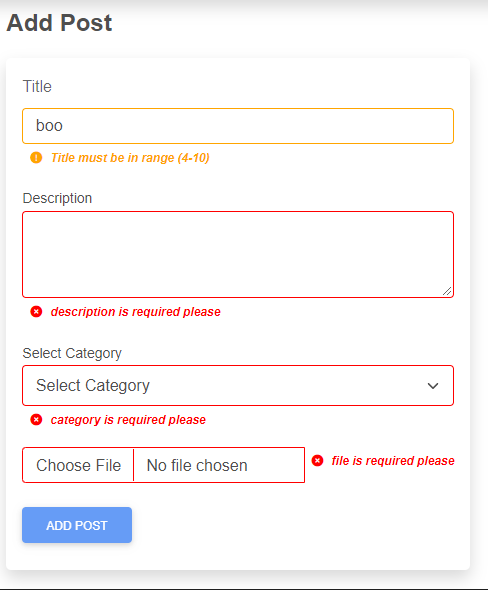 Add Post
Title
boo
Title must be in range (4-10)
Description
description is required please
Select Category
Select Category
category is required please
Choose File No file chosen file is required please
ADD POST